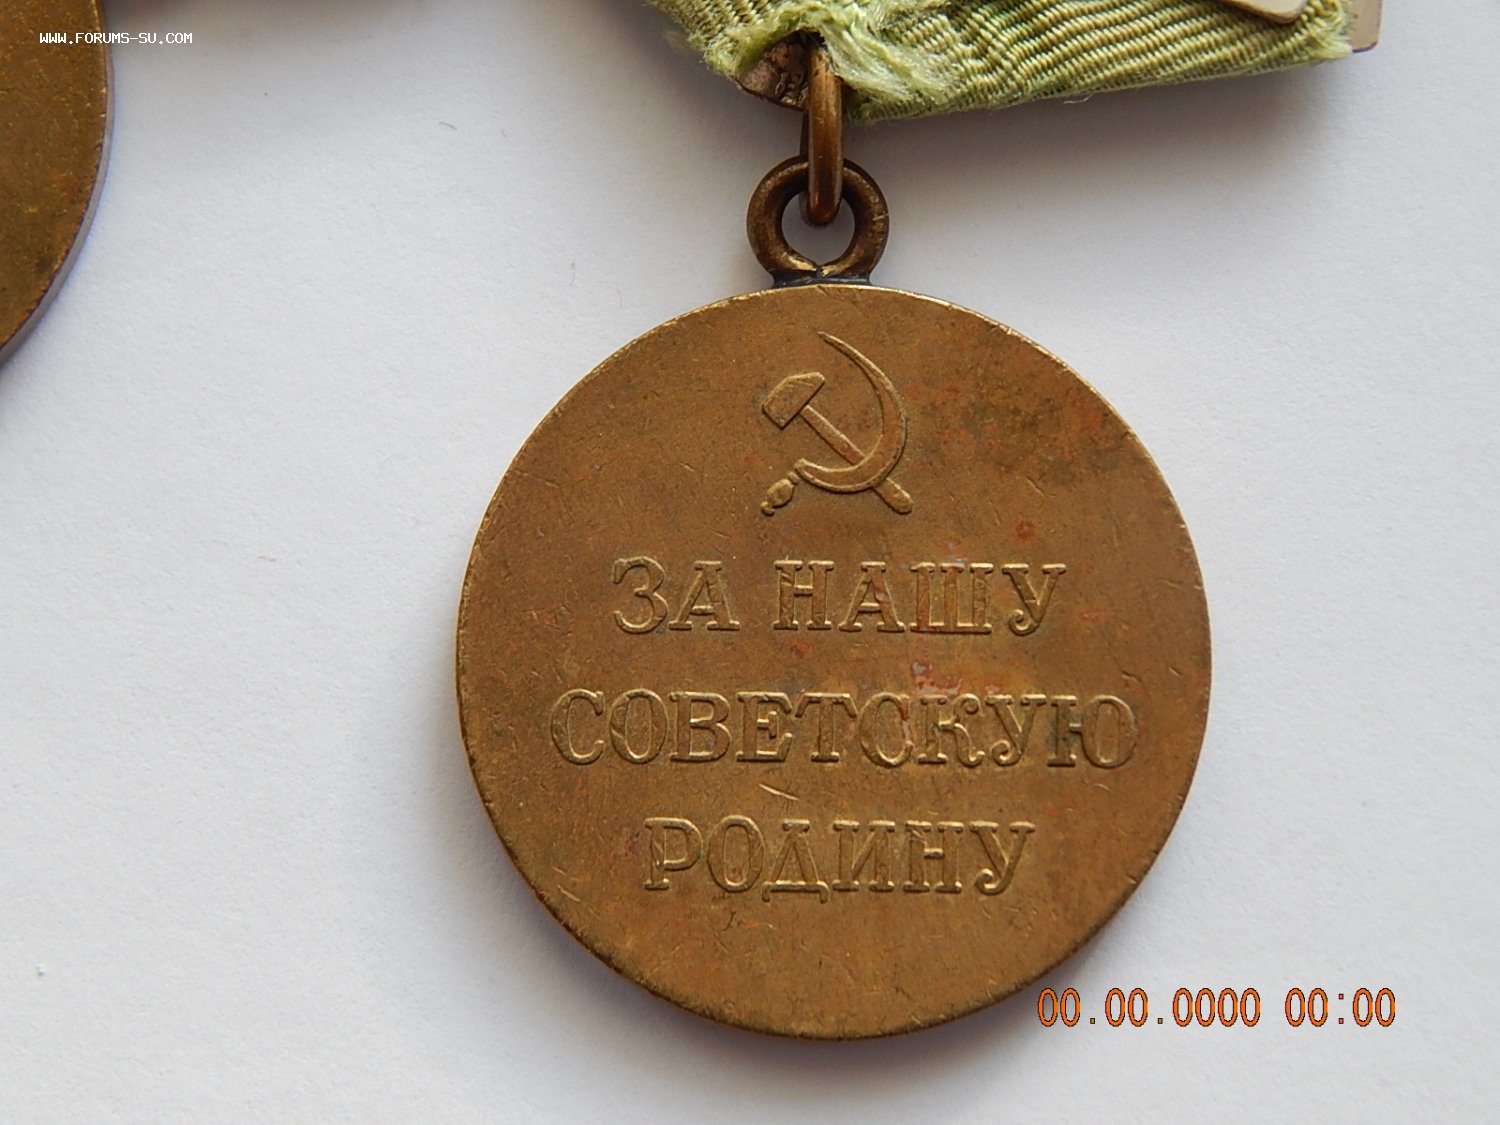 WWW.FORUMS-SU.COM
ЗА НАШУ
СОВЕТСКУЮ
РОДИНУ
00.00.0000 00:00